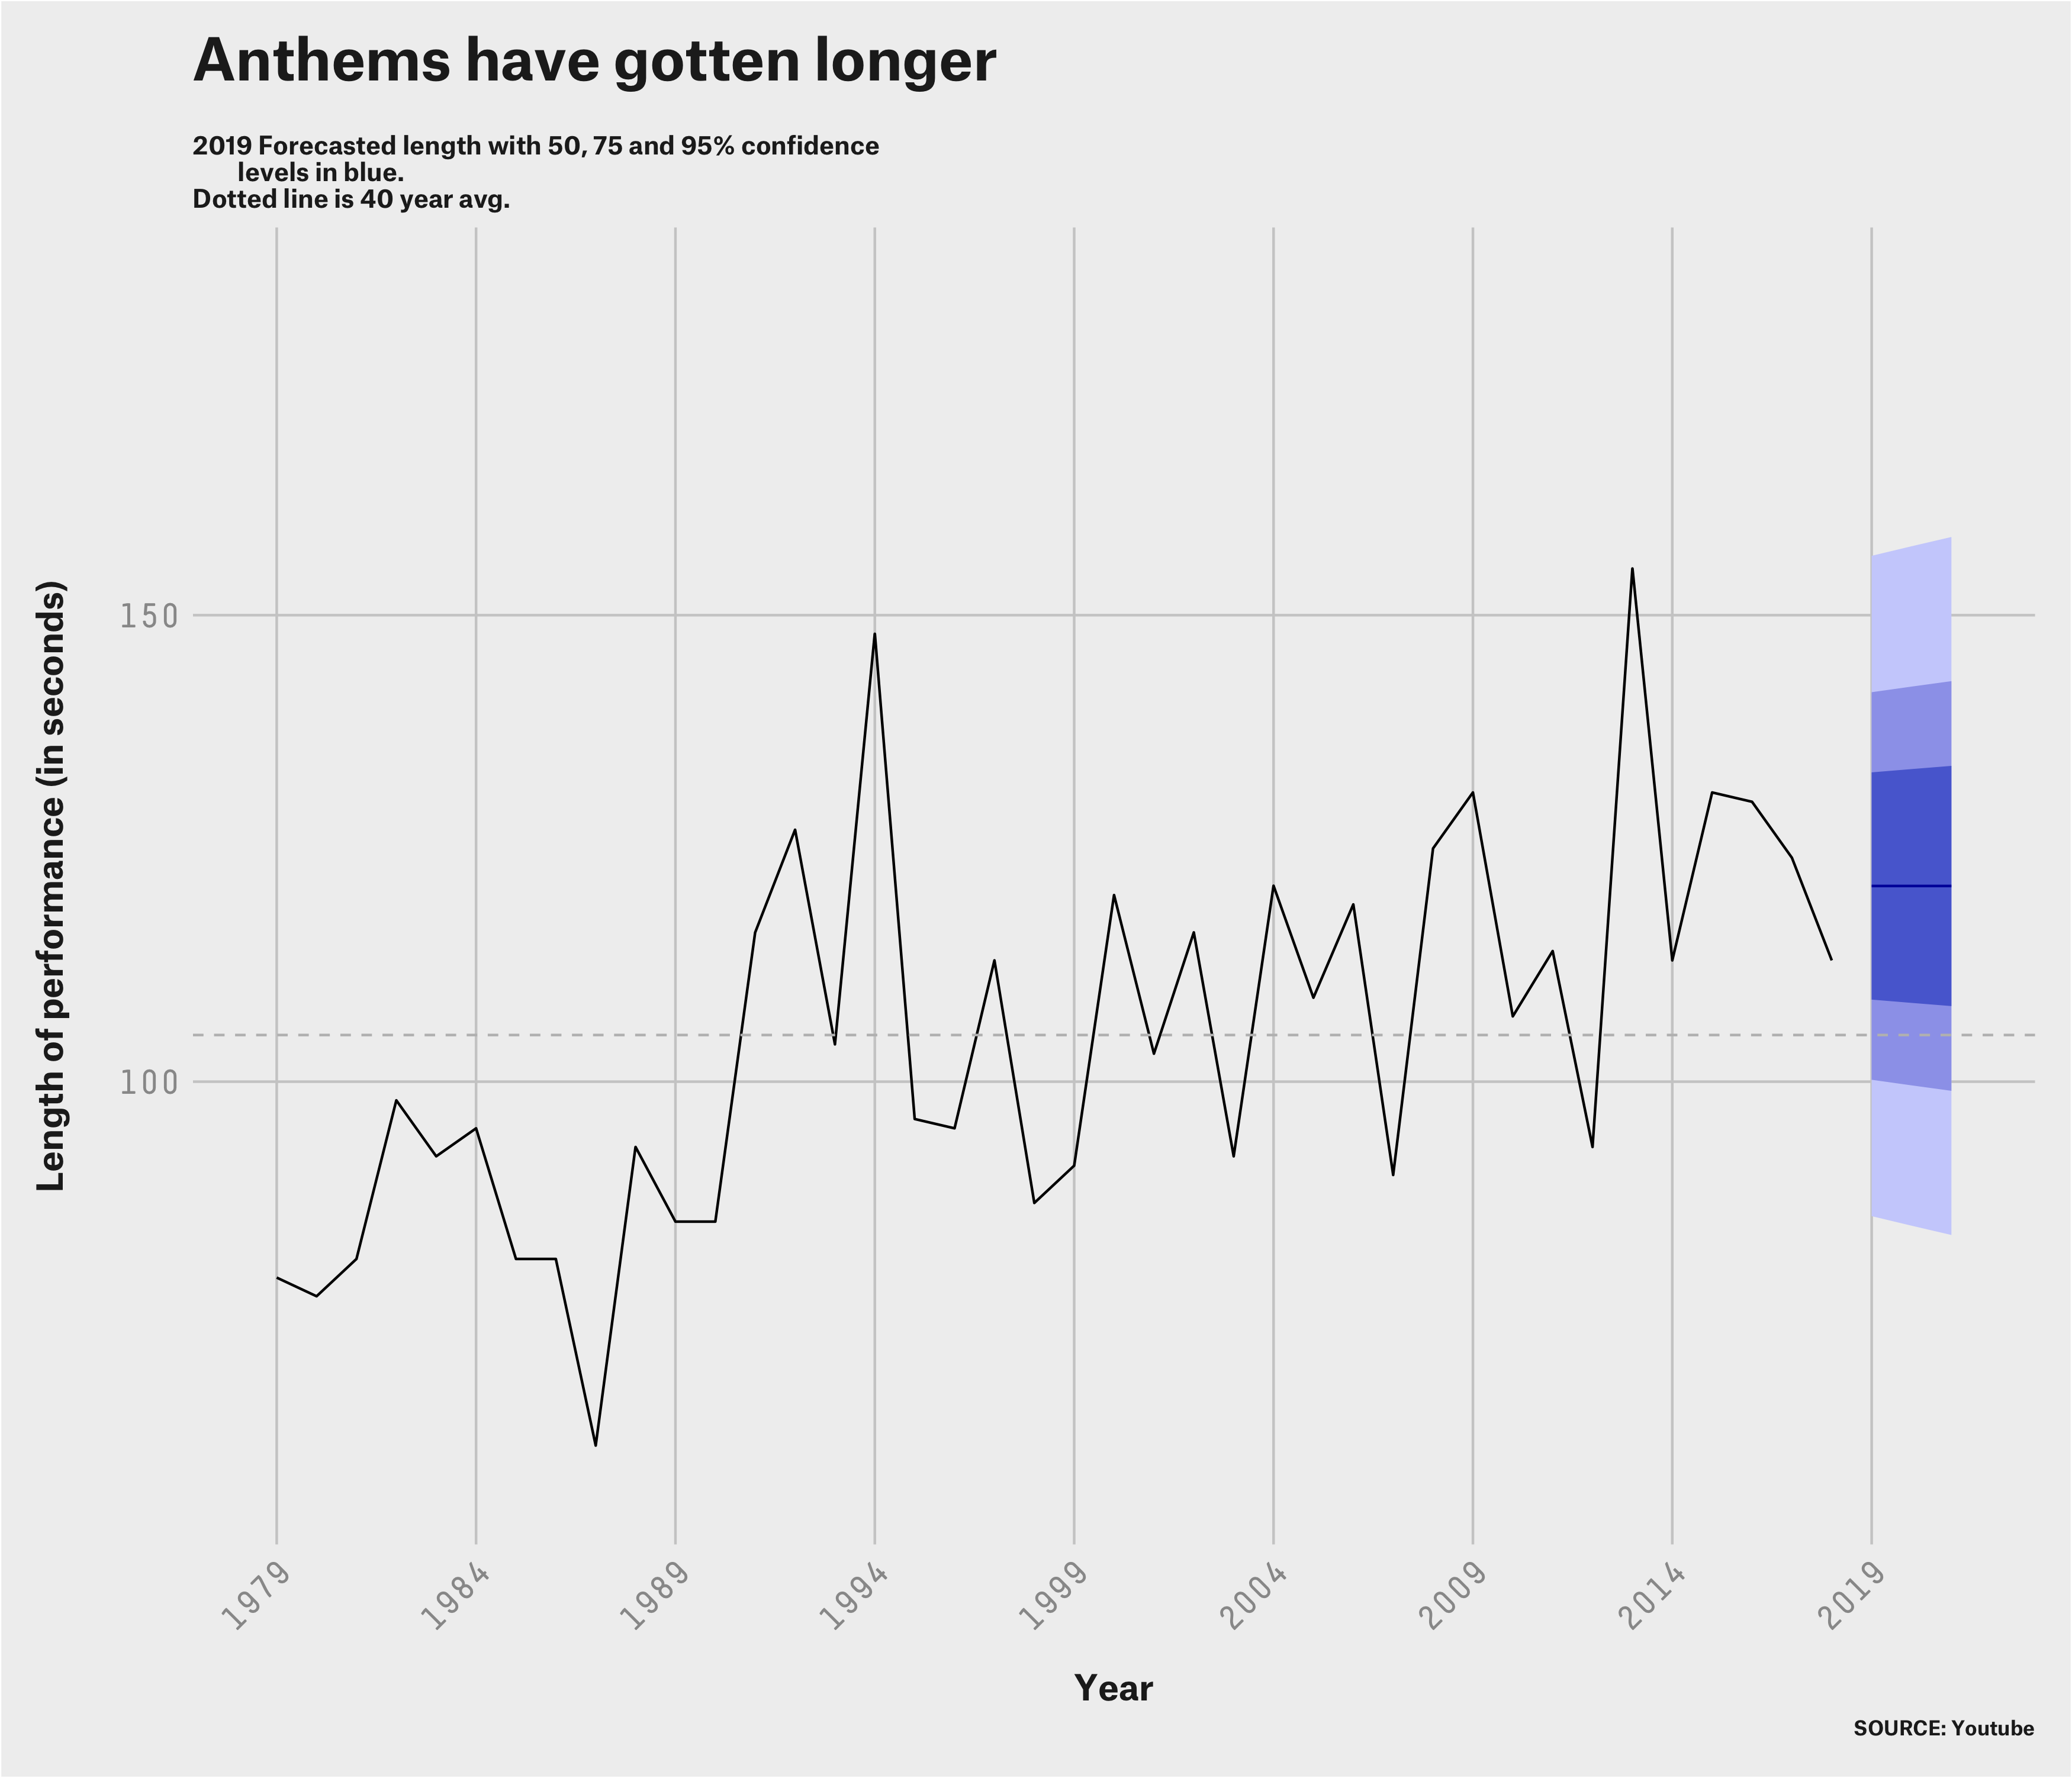 Anthems have gotten longer
2019 Forecasted length with 50, 75 and 95% confidence
levels in blue.
Dotted line is 40 year avg.
Length of performance (in seconds)
150
100
1979
1984
1989
1994
1999
2004
2009
2014
2019
Year
SOURCE: Youtube